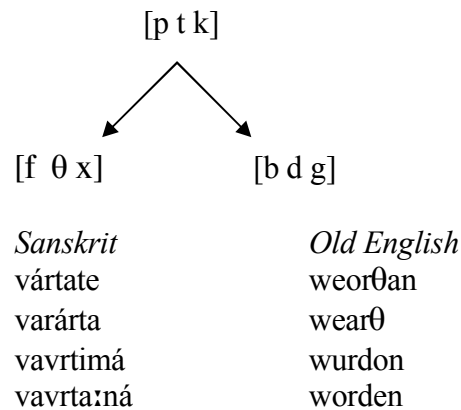 [p t k]
[f θ x] [b d g]
Sanskrit Old English
vártate weorθan
varárta wearθ
vavrtimá wurdon
vavrtaːná worden